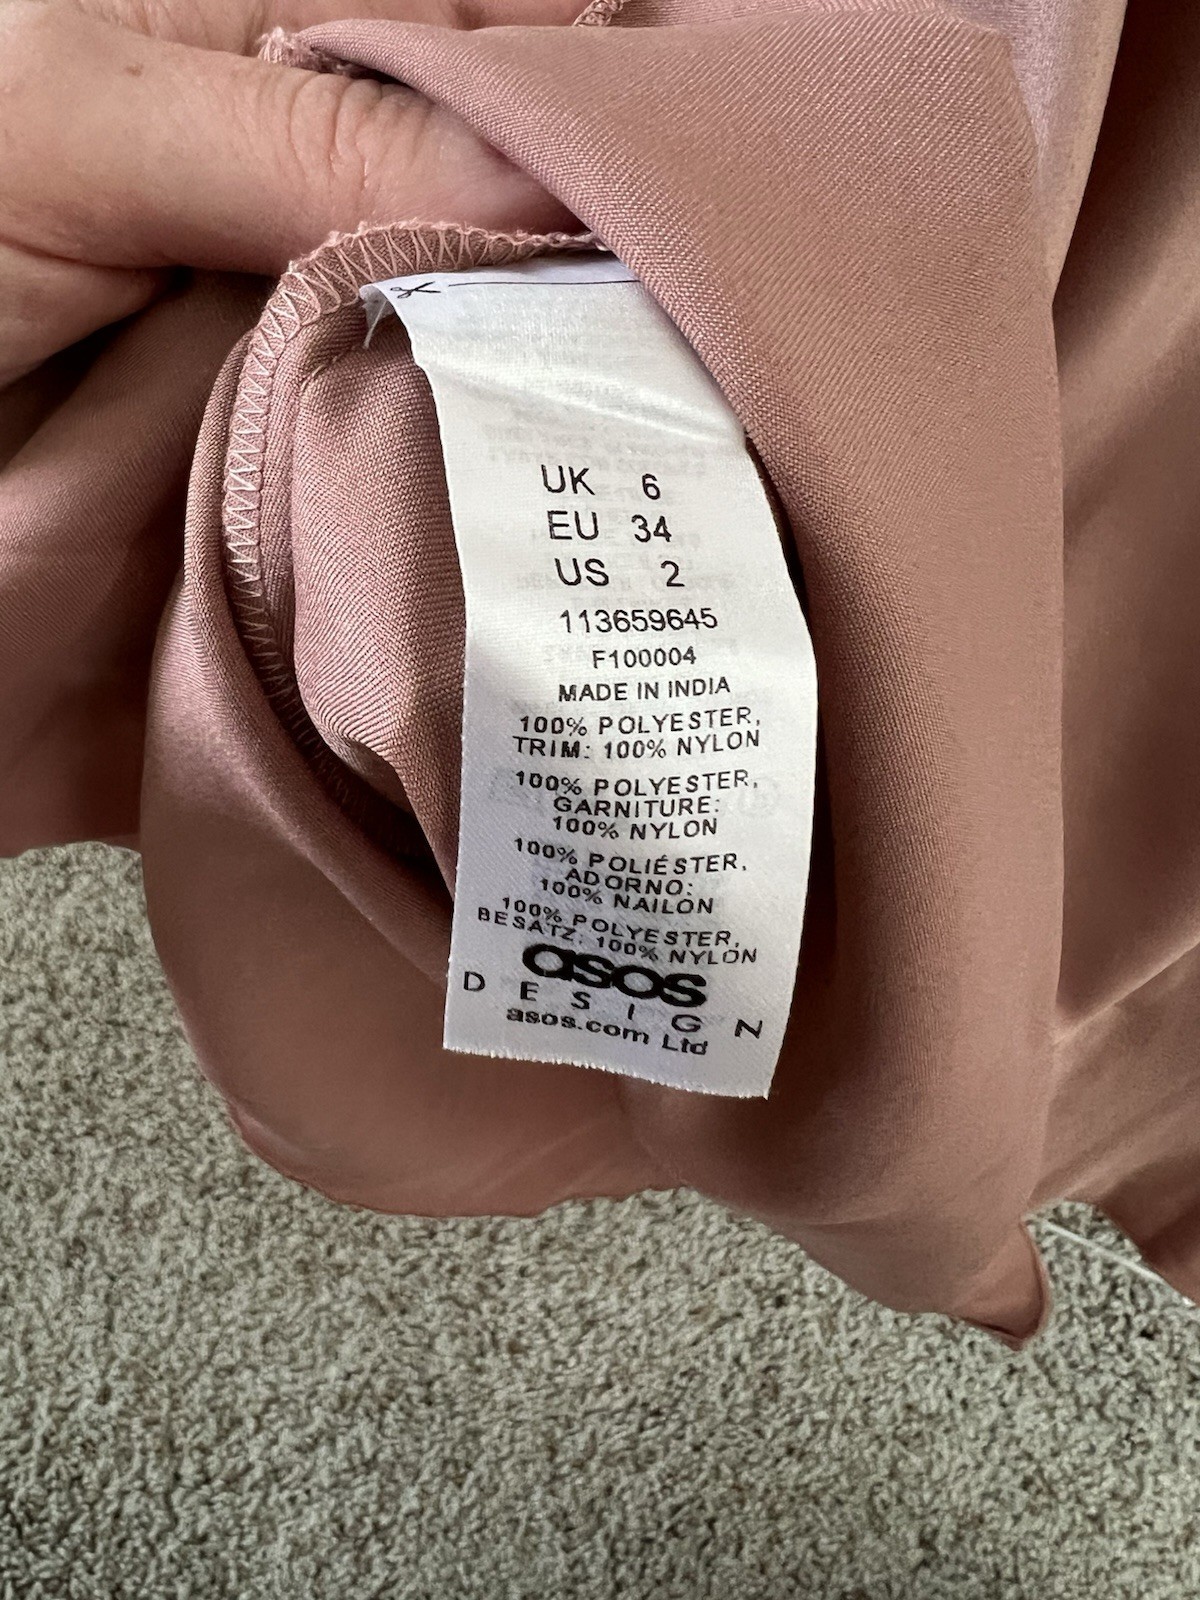 UK 6
EU 34
US 2
113659645
F100004
MADE IN INDIA
100% POLYESTER,
TRIM: 100% NYLON
100% POLYESTER,
GARNITURE:
100% NYLON
100% POLIÉSTER,
ADORNO:
100% NAILON
100% POLYESTER,
BESATZ: 100% NYLON
asos
DESIGN
asos.com Ltd